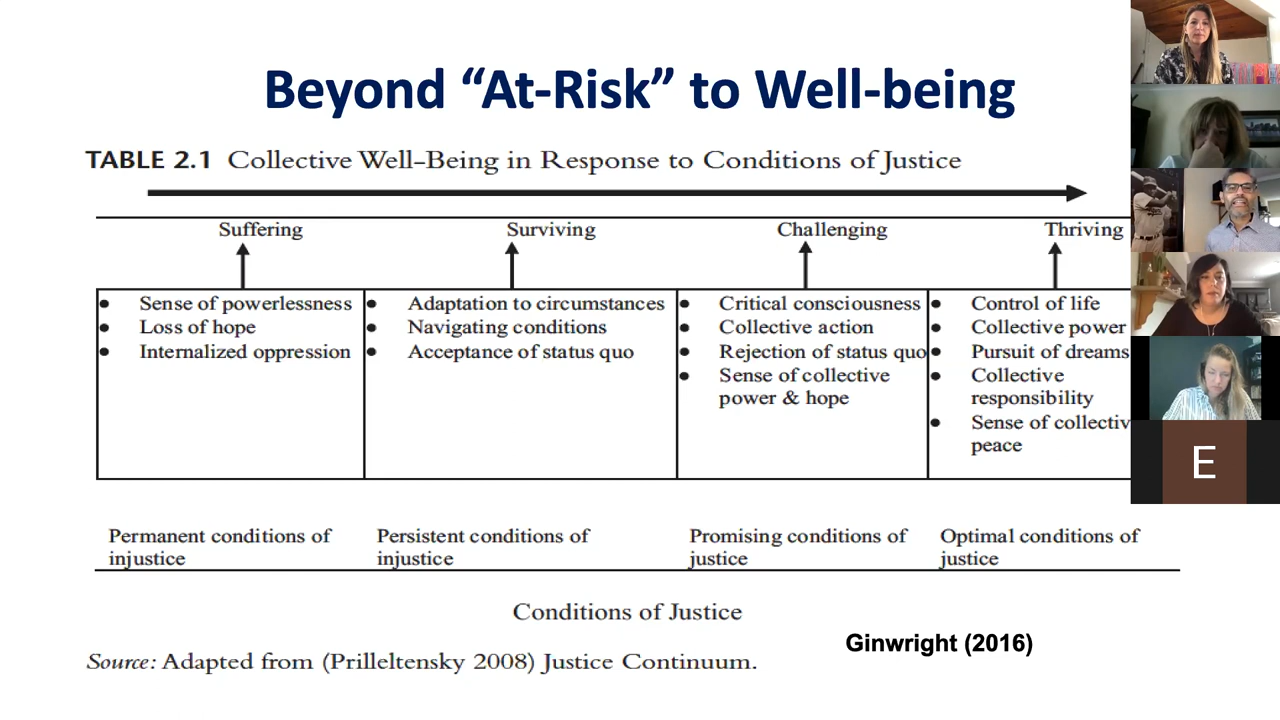 Beyond “At-Risk” to Well-being
TABLE 2.1 Collective Well-Being in Response to Conditions of Justice
Suffering
Surviving
Challenging
Thriving
• Sense of powerlessness
• Loss of hope
• Internalized oppression
• Adaptation to circumstances
• Navigating conditions
• Acceptance of status quo
• Critical consciousness
• Collective action
• Rejection of status quo
• Sense of collective
power & hope
• Control of life
• Collective power
• Pursuit of dreams
• Collective
responsibility
• Sense of collectiv
peace
Permanent conditions of
injustice
Persistent conditions of
injustice
Promising conditions of
justice
Optimal conditions of
justice
Conditions of Justice
Ginwright (2016)
Source: Adapted from (Prilleltensky 2008) Justice Continuum.
E